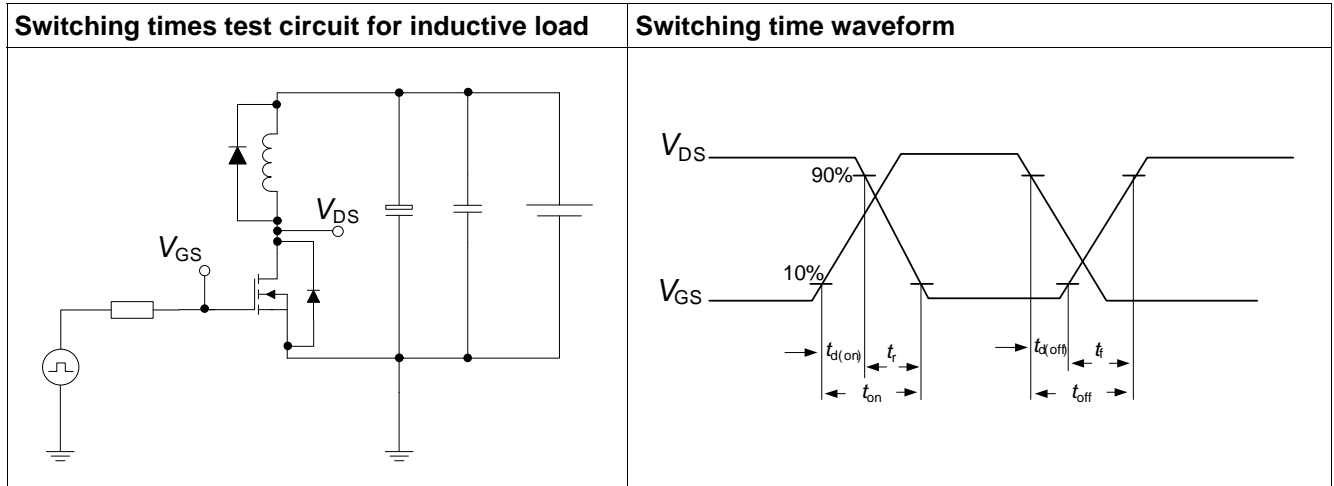 Switching times test circuit for inductive load
Switching time waveform
VDS
VGS
VDS
90%
10%
VGS
td(on)
tr
td(off)
tf
ton
toff